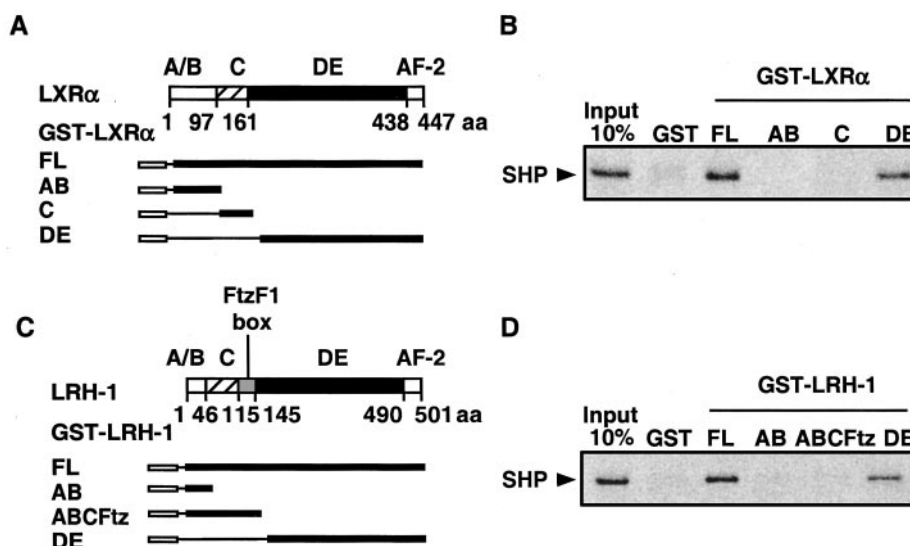 A
A/B C DE AF-2
LXRα
1 97 161 438 447 aa
GST-LXRα
FL
AB
C
DE
B
GST-LXRα
Input
10% GST FL AB C DE
SHP
C
FtzF1
box
A/B C DE AF-2
LRH-1
1 46 115 145 490 501 aa
GST-LRH-1
FL
AB
ABCFtz
DE
D
GST-LRH-1
Input
10% GST FL AB ABCFtz DE
SHP